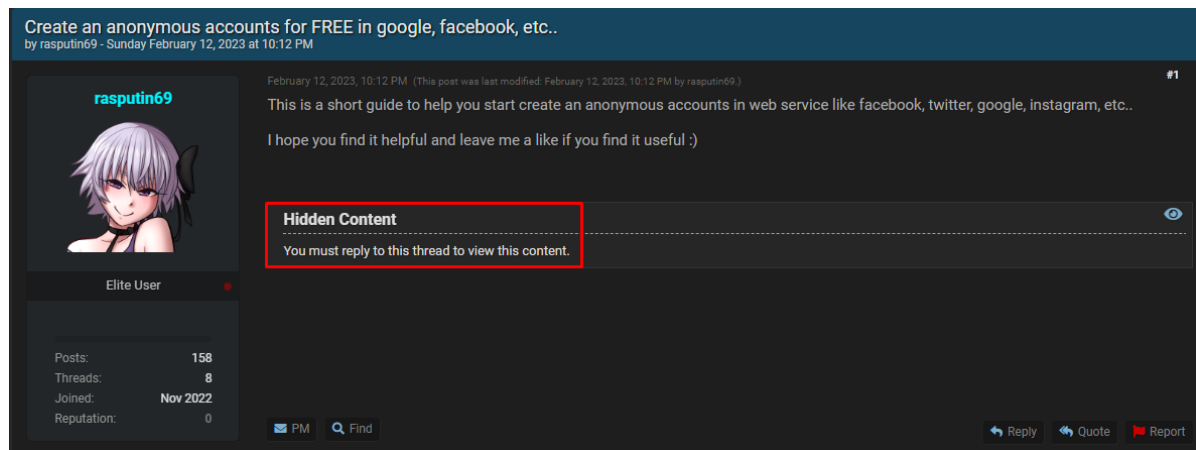 Create an anonymous accounts for FREE in google, facebook, etc..
by rasputin69 - Sunday February 12, 2023 at 10:12 PM
February 12, 2023, 10:12 PM (This post was last modified: February 12, 2023, 10:12 PM by rasputin69.)
#1
rasputin69
This is a short guide to help you start create an anonymous accounts in web service like facebook, twitter, google, instagram, etc..
I hope you find it helpful and leave me a like if you find it useful :)
Hidden Content
You must reply to this thread to view this content.
Elite User
Posts: 158
Threads: 8
Joined: Nov 2022
Reputation: 0
PM Find
Reply Quote Report